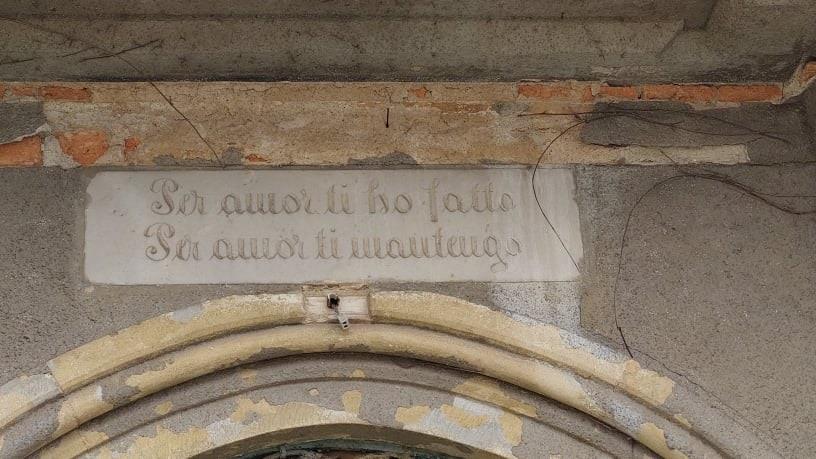 Per amor ti ho fatto
Per amor ti mantengo